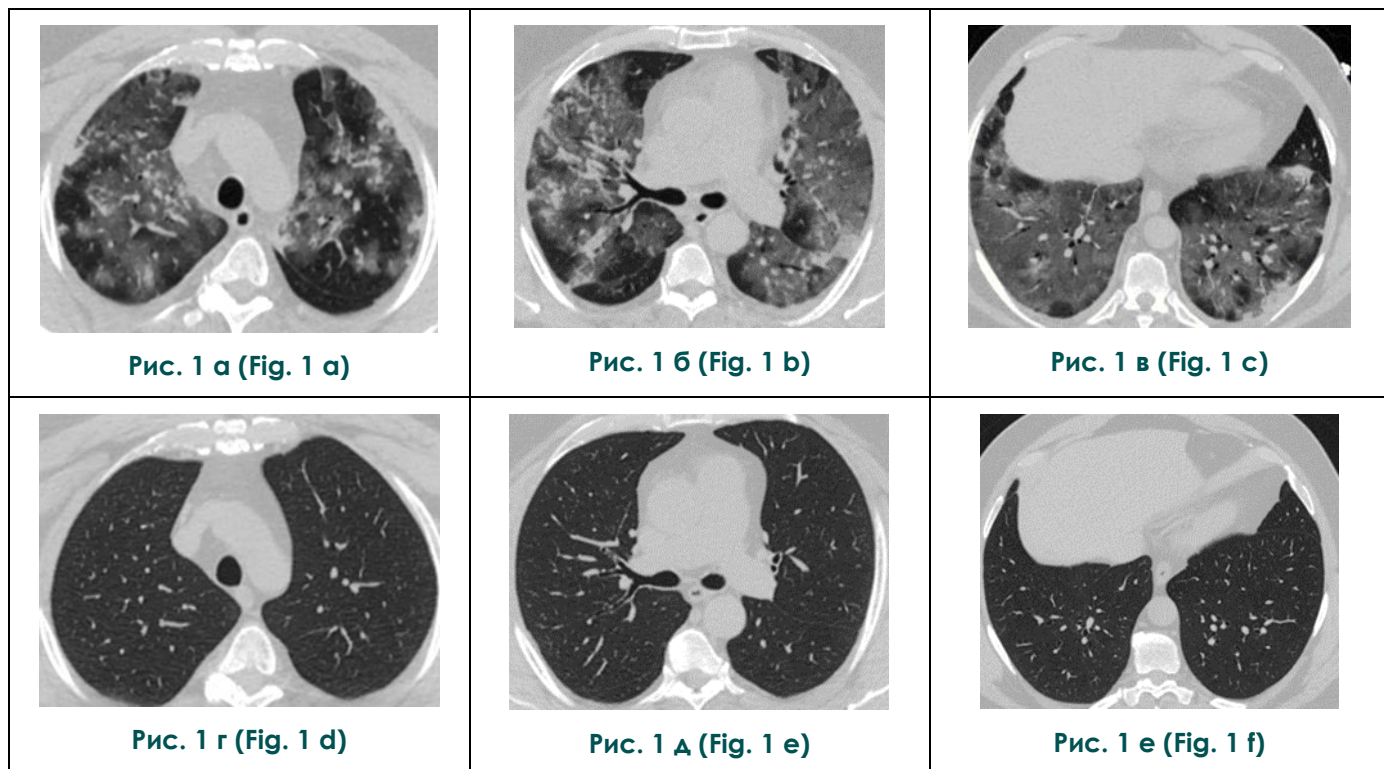 Рис. 1 а (Fig. 1 a)
Рис. 1 б (Fig. 1 b)
Рис. 1 в (Fig. 1 c)
Рис. 1 г (Fig. 1 d)
Рис. 1 д (Fig. 1 e)
Рис. 1 е (Fig. 1 f)